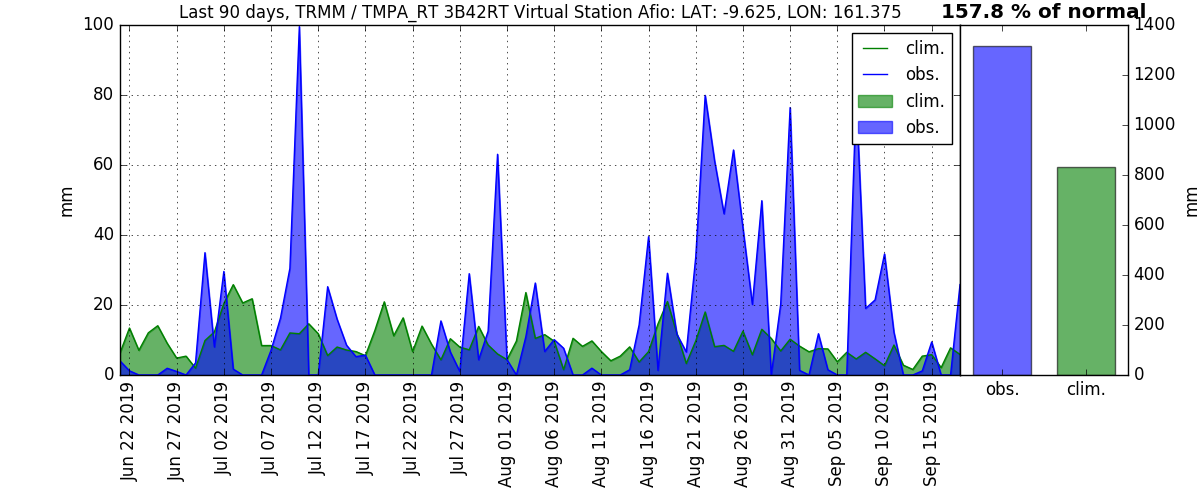 Last 90 days, TRMM / TMPA_RT 3B42RT Virtual Station Afio: LAT: -9.625, LON: 161.375
157.8 % of normal
100
80
60
40
20
0
mm
clim.
obs.
clim.
obs.
1400
1200
1000
800
600
400
200
0
mm
Jun 22 2019
Jun 27 2019
Jul 02 2019
Jul 07 2019
Jul 12 2019
Jul 17 2019
Jul 22 2019
Jul 27 2019
Aug 01 2019
Aug 06 2019
Aug 11 2019
Aug 16 2019
Aug 21 2019
Aug 26 2019
Aug 31 2019
Sep 05 2019
Sep 10 2019
Sep 15 2019
obs.
clim.